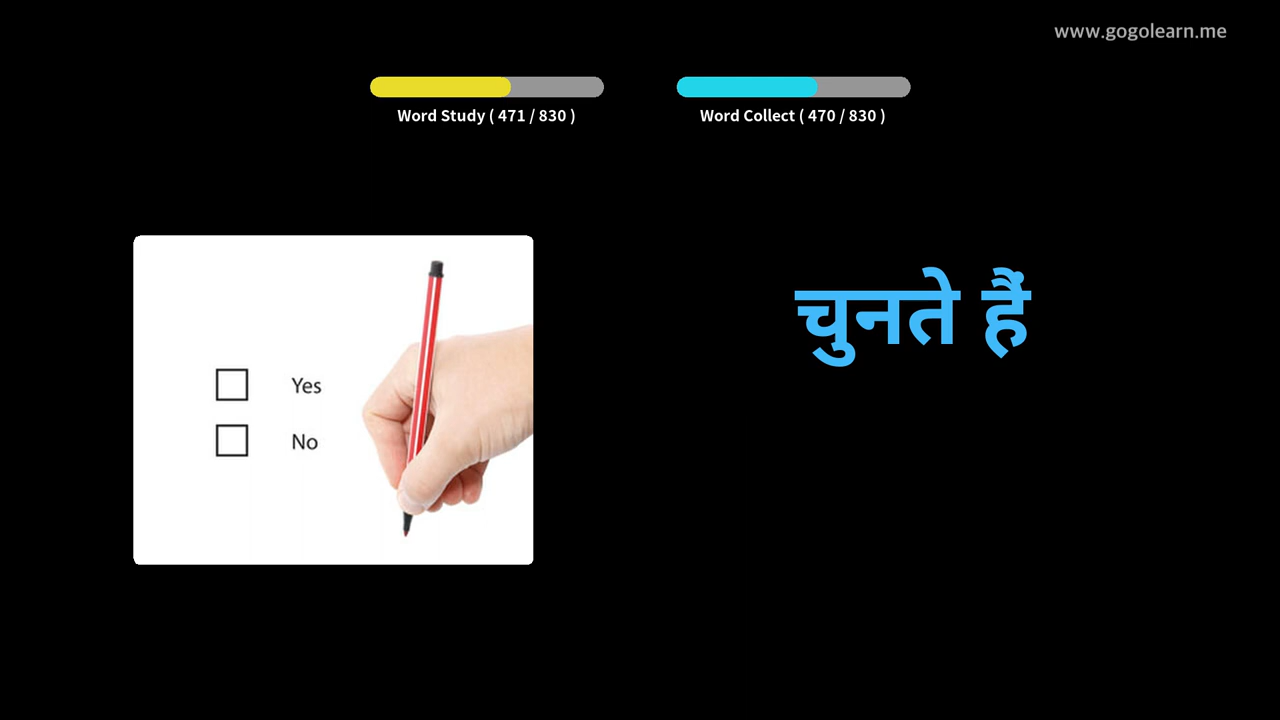 www.gogolearn.me
Word Study ( 471 / 830 )
Word Collect ( 470 / 830 )
चुनते हैं
Yes
No